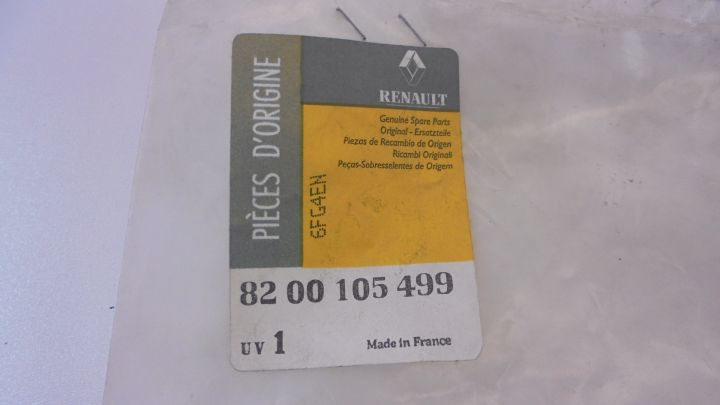 PIÈCES D'ORIGINE
RENAULT
Genuine Spare Parts
Original - Ersatzteile
Piezas de Recambio de Origen
Ricambi Originali
Peças-Sobresselentes de Origem
6FG4EN
82 00 105 499
UV 1
Made in France